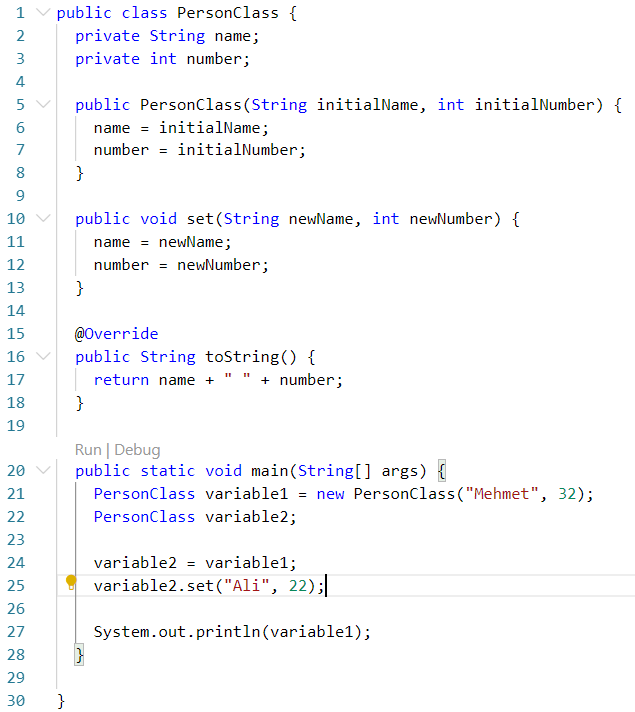 1 public class PersonClass {
2 private String name;
3 private int number;
4
5 public PersonClass(String initialName, int initialNumber) {
6 name = initialName;
7 number = initialNumber;
8 }
9
10 public void set(String newName, int newNumber) {
11 name = newName;
12 number = newNumber;
13 }
14
15 @Override
16 public String toString() {
17 return name + " " + number;
18 }
19
Run | Debug
20 public static void main(String[] args) {
21 PersonClass variable1 = new PersonClass("Mehmet", 32);
22 PersonClass variable2;
23
24 variable2 = variable1;
25 variable2.set("Ali", 22);
26
27 System.out.println(variable1);
28 }
29
30 }